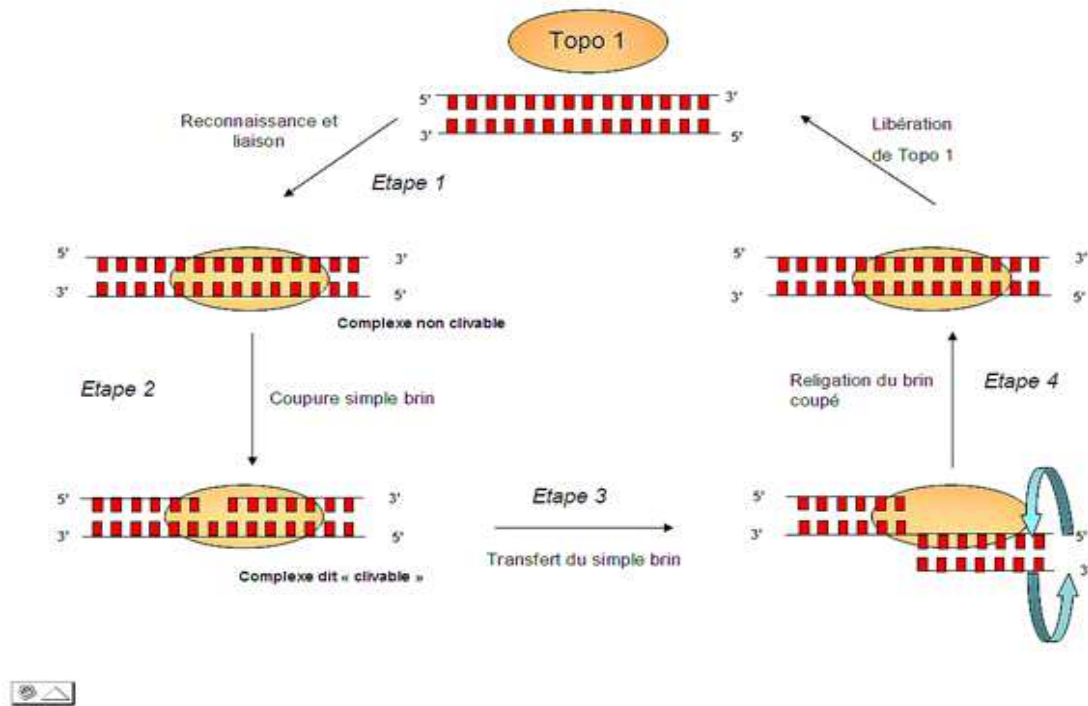 Topo 1
5' 3'
3' 5'
Reconnaissance et
liaison
Etape 1
Libération
de Topo 1
5' 3'
3' 5'
Complexe non clivable
5' 3'
3' 5'
Etape 2
Coupure simple brin
Religation du brin
coupé
Etape 4
5' 3'
3' 5'
Complexe dit « clivable »
Etape 3
Transfert du simple brin
5'
3' 5'
3'